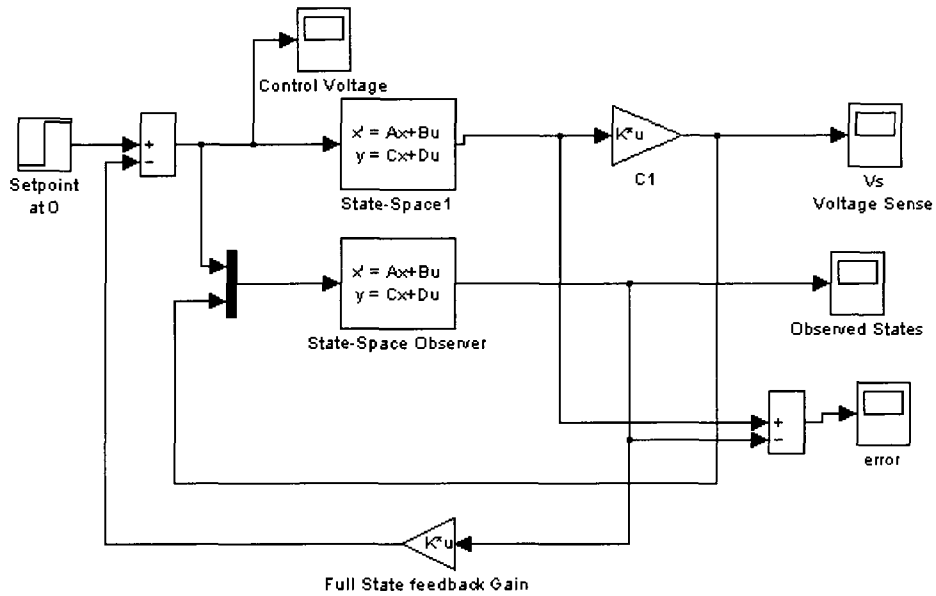 Control Voltage
+
−
Setpoint
at 0
x' = Ax+Bu
y = Cx+Du
State-Space1
K*u
C1
Vs
Voltage Sense
x' = Ax+Bu
y = Cx+Du
State-Space Observer
Observed States
+
−
error
K*u
Full State feedback Gain